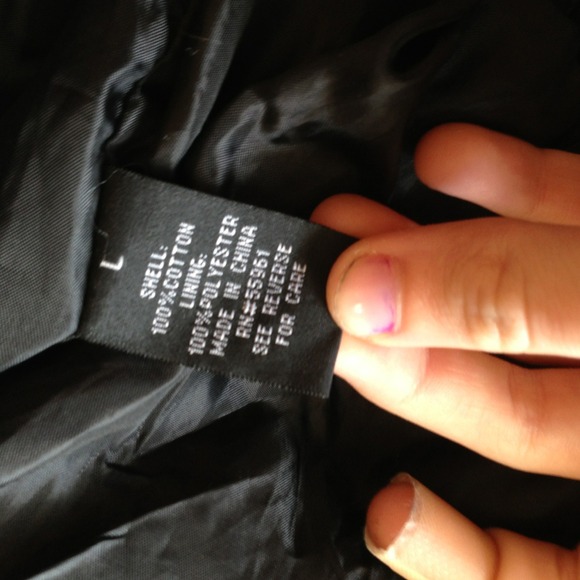 L
SHELL:
100%COTTON
LINING:
100%POLYESTER
MADE IN CHINA
RN#55961
SEE REVERSE
FOR CARE